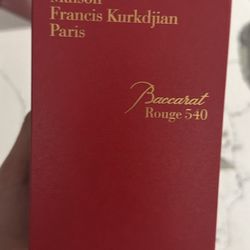 Maison
Francis Kurkdjian
Paris
Baccarat
Rouge 540